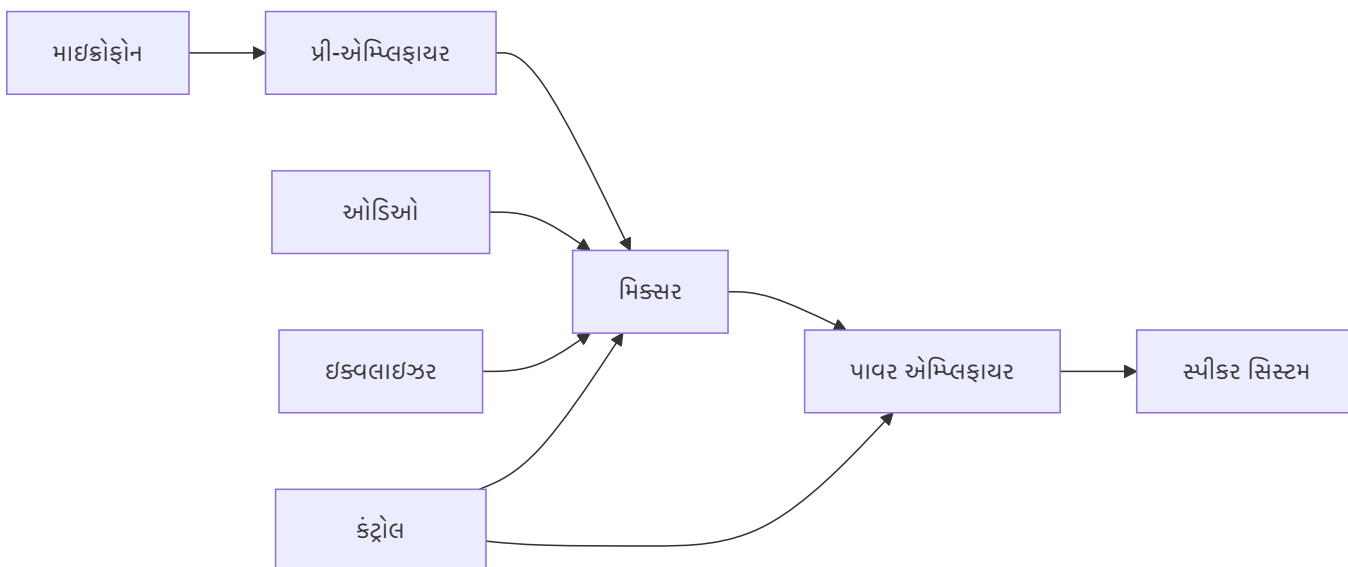 માઇક્રોફોન
પ્રી-એમ્પ્લિફાયર
ઓડિઓ
મિક્સર
ઇક્વલાઇઝર
પાવર એમ્પ્લિફાયર
સ્પીકર સિસ્ટમ
કંટ્રોલ